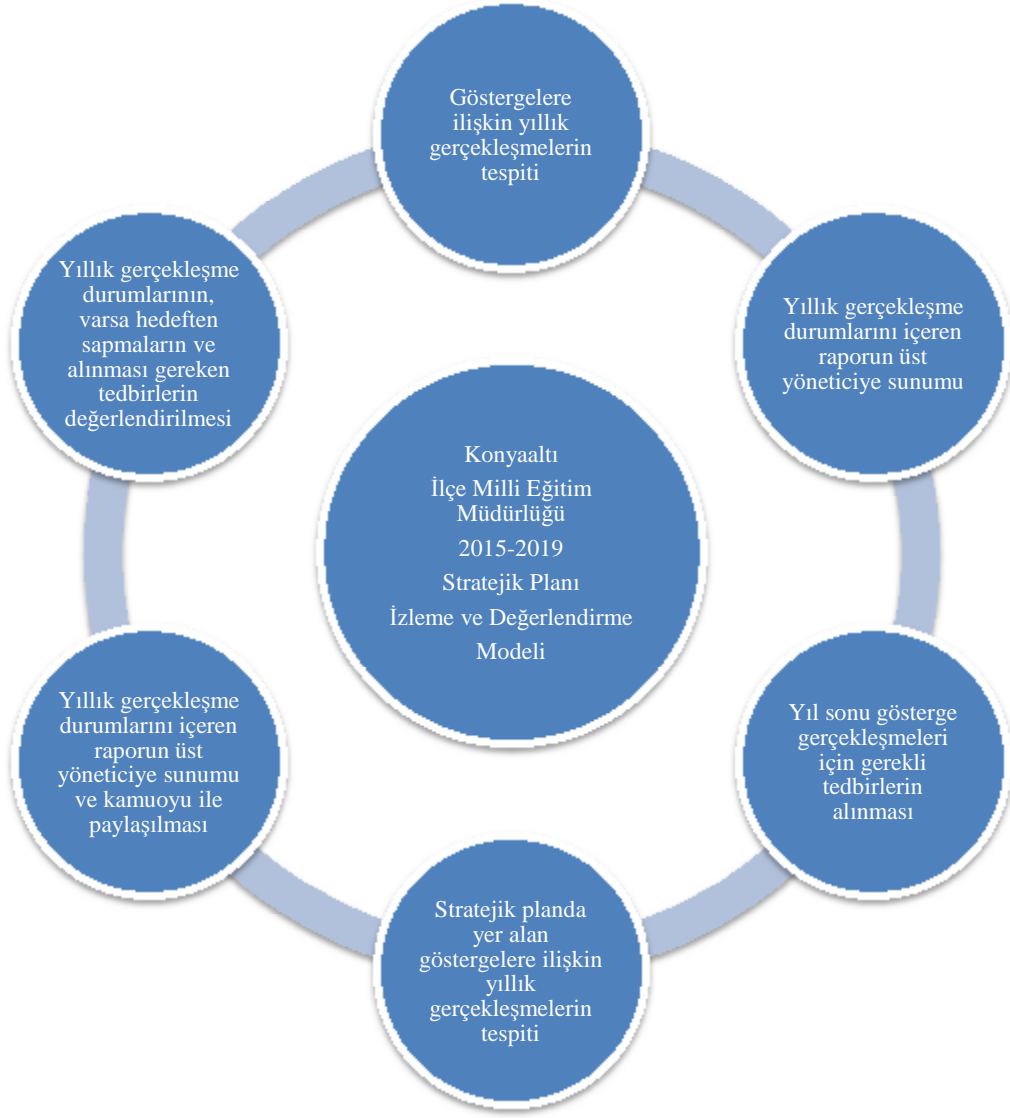 Göstergelere
ilişkin yıllık
gerçekleşmelerin
tespiti
Yıllık gerçekleşme
durumlarını içeren
raporun üst
yöneticiye sunumu
Yıl sonu gösterge
gerçekleşmeleri
için gerekli
tedbirlerin
alınması
Stratejik planda
yer alan
göstergelere ilişkin
yıllık
gerçekleşmelerin
tespiti
Yıllık gerçekleşme
durumlarını içeren
raporun üst
yöneticiye sunumu
ve kamuoyu ile
paylaşılması
Yıllık gerçekleşme
durumlarının,
varsa hedeften
sapmaların ve
alınması gereken
tedbirlerin
değerlendirilmesi
Konyaaltı
İlçe Milli Eğitim
Müdürlüğü
2015-2019
Stratejik Planı
İzleme ve Değerlendirme
Modeli